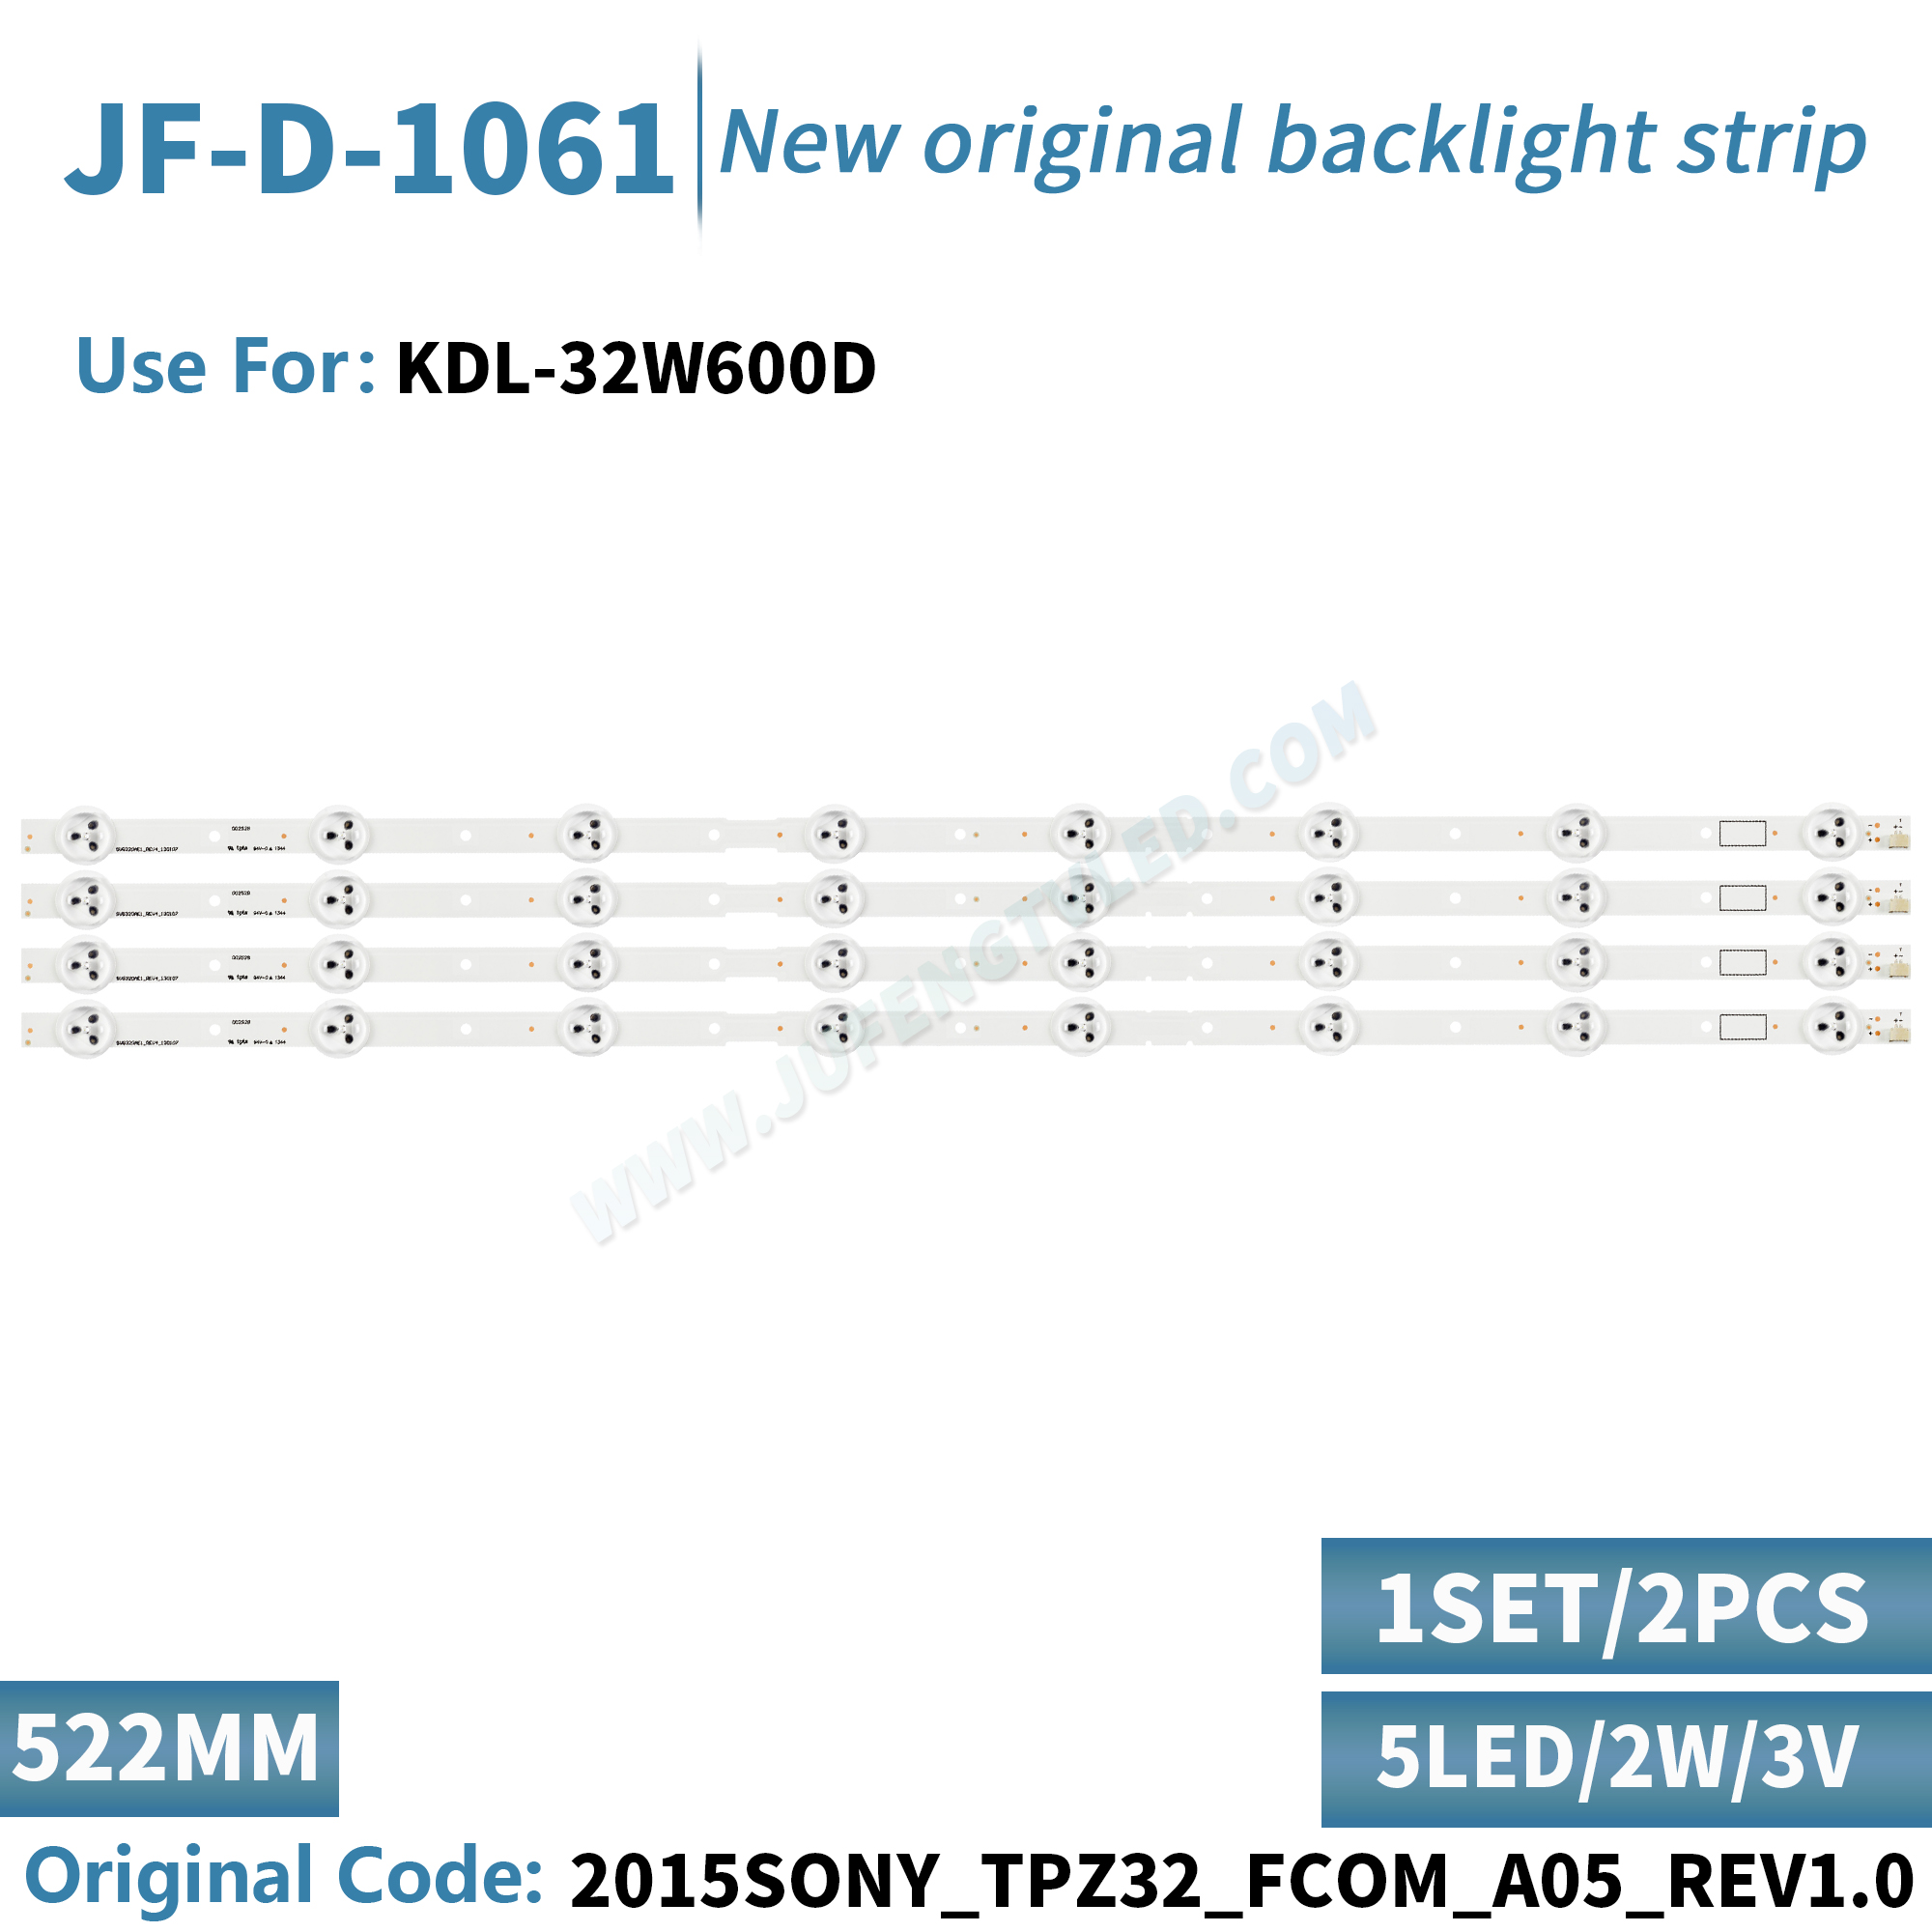 JF-D-1061
New original backlight strip
Use For: KDL-32W600D
WWW.JUFENGTVLED.COM
1SET/2PCS
522MM
5LED/2W/3V
Original Code: 2015SONY_TPZ32_FCOM_A05_REV1.0